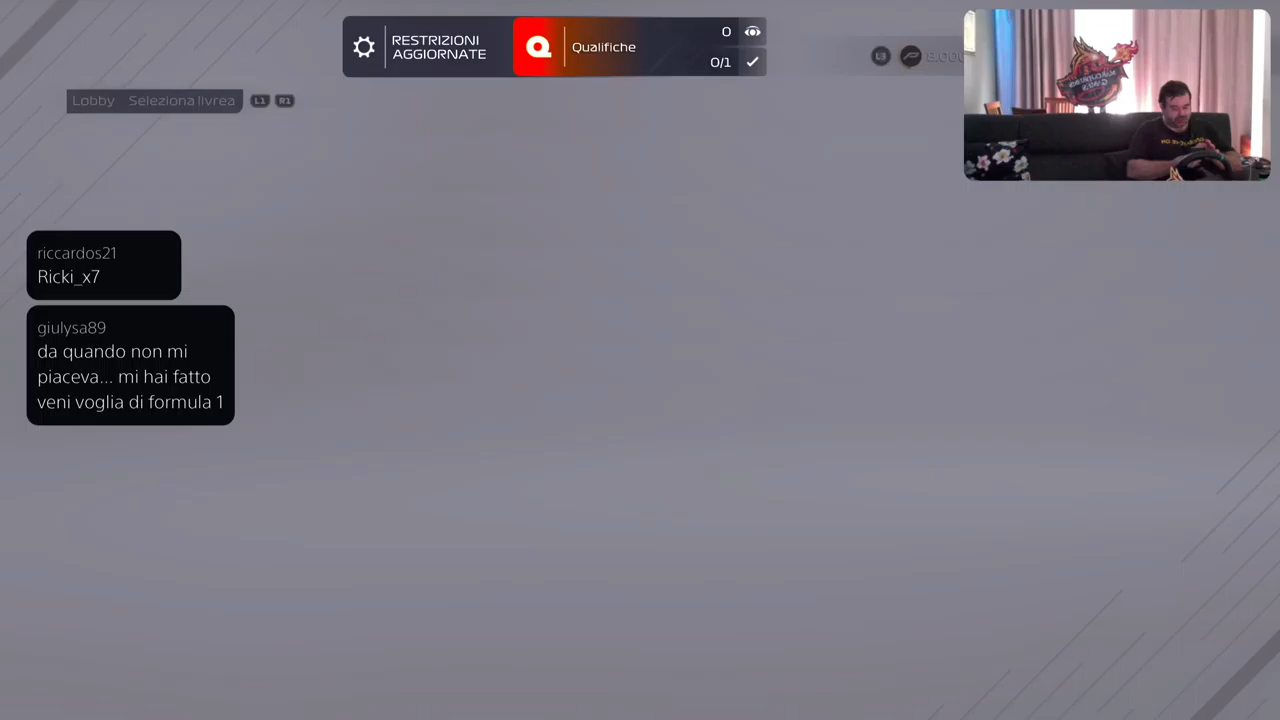 RESTRIZIONI
AGGIORNATE
Qualifiche
0
0/1
Lobby Seleziona livrea L1 R1
riccardos21
Ricki_x7
giulysa89
da quando non mi
piaceva... mi hai fatto
veni voglia di formula 1